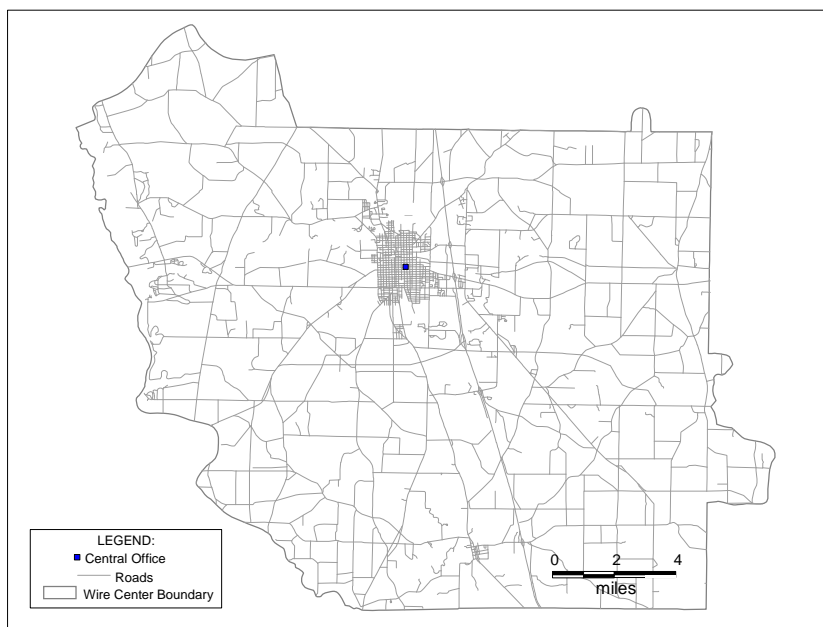 LEGEND:
Central Office
Roads
Wire Center Boundary
0 2 4
miles